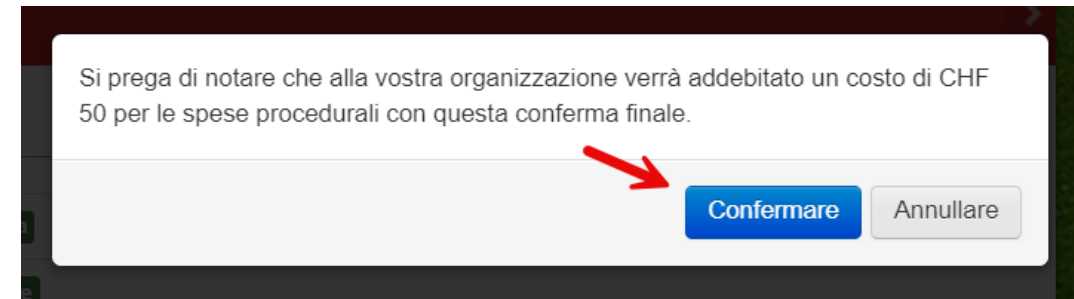 Si prega di notare che alla vostra organizzazione verrà addebitato un costo di CHF
50 per le spese procedurali con questa conferma finale.
Confermare
Annullare